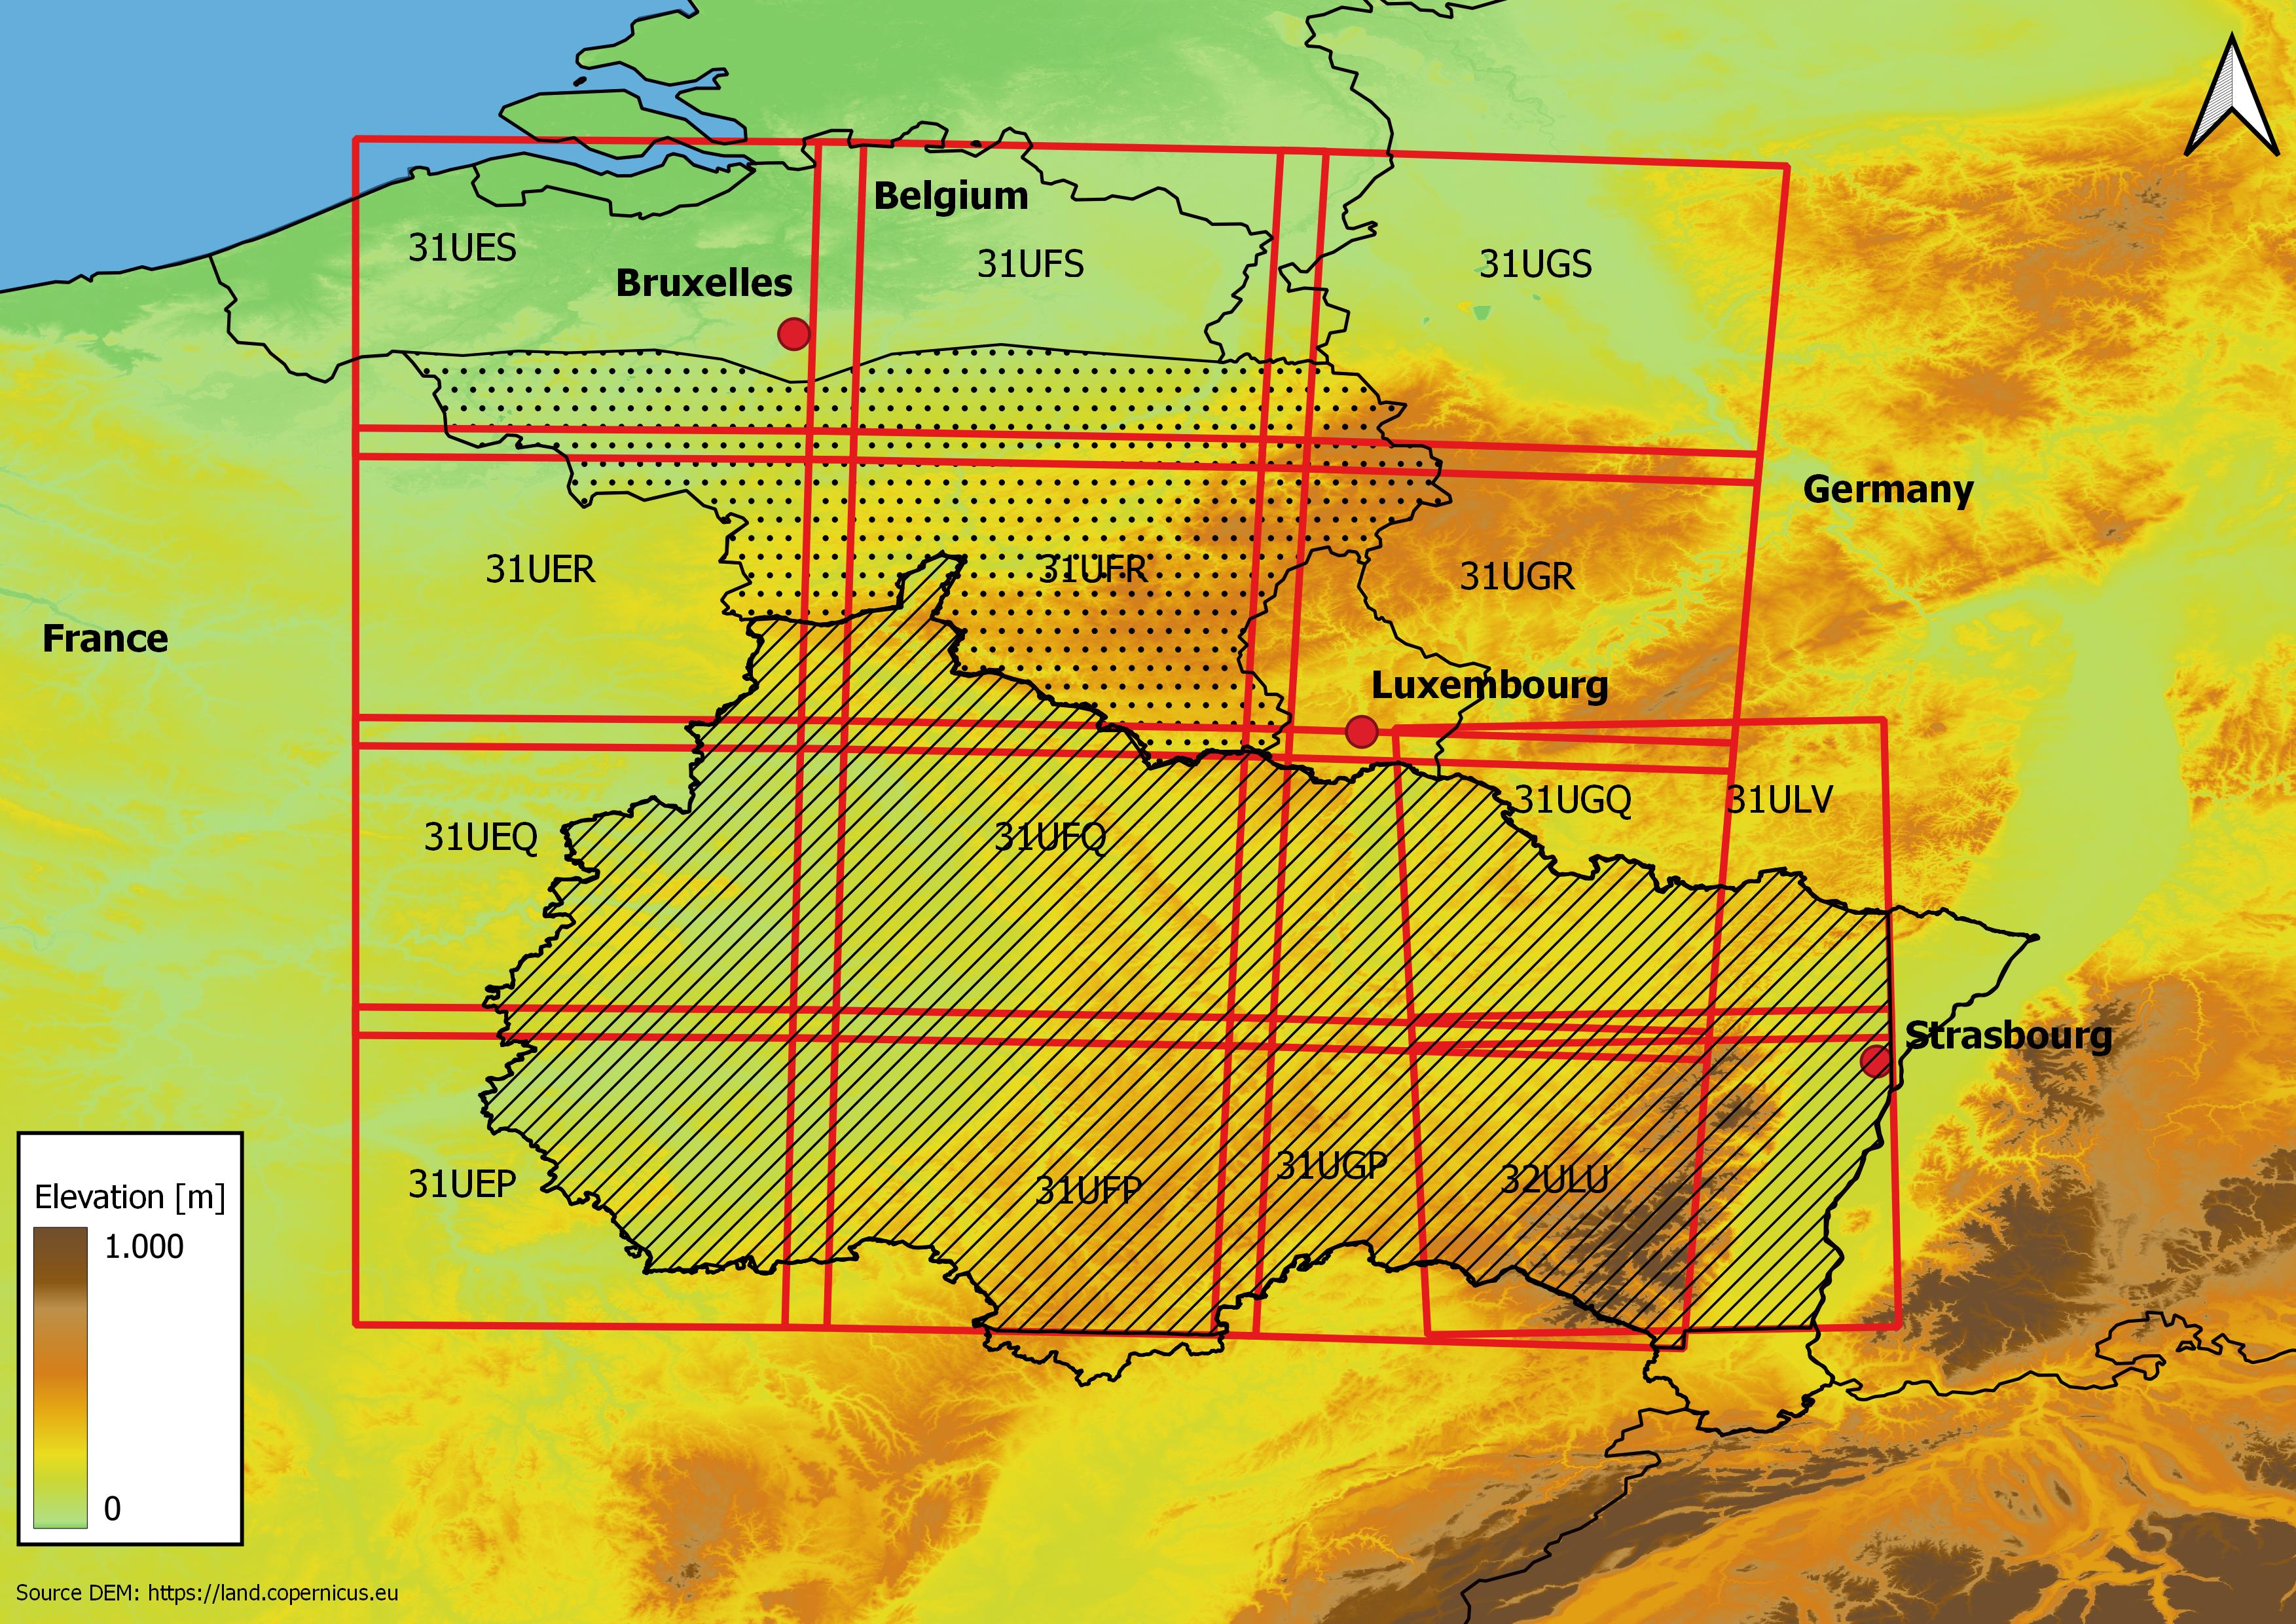 Belgium
31UES
31UFS
31UGS
Bruxelles
Germany
31UER
31UFR
31UGR
France
Luxembourg
31UGQ
31ULV
31UEQ
31UFQ
Strasbourg
31UEP
31UFP
31UGP
32ULU
Elevation [m]
1.000
0
Source DEM: https://land.copernicus.eu